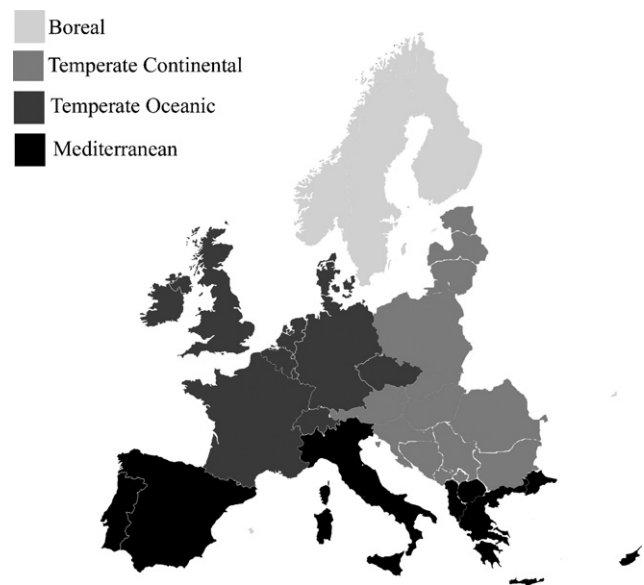 Boreal
Temperate Continental
Temperate Oceanic
Mediterranean